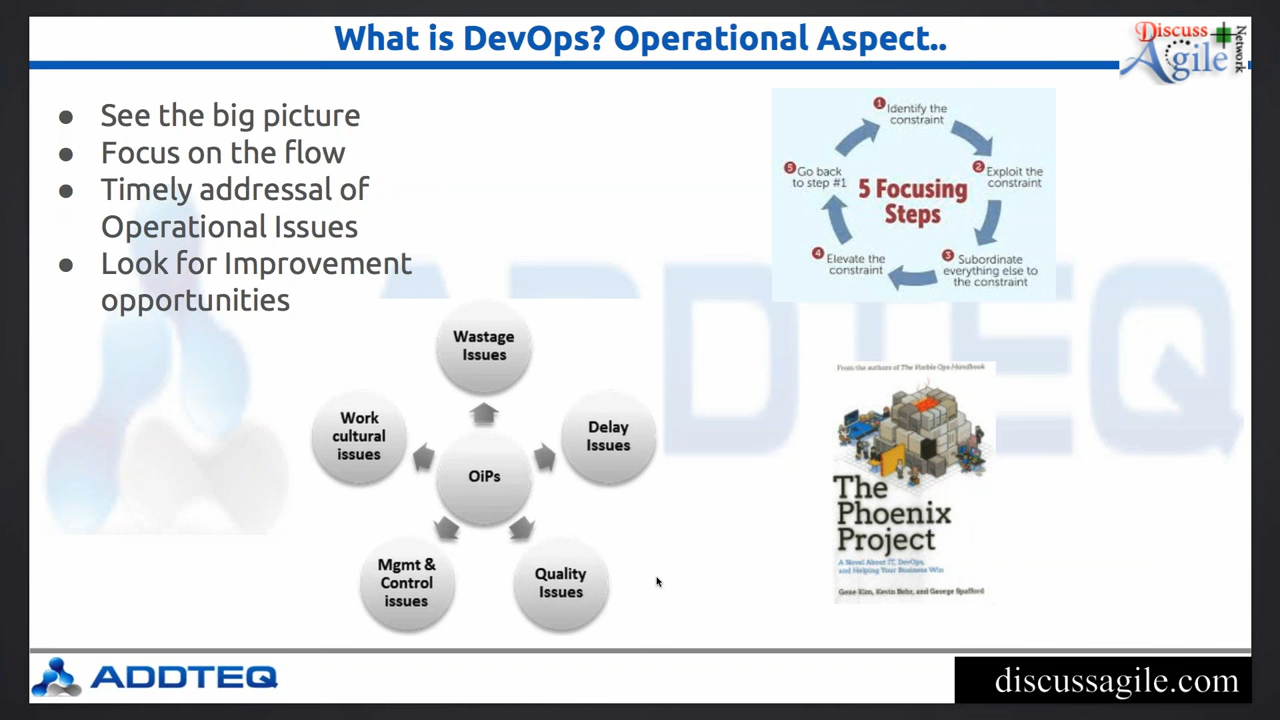 What is DevOps? Operational Aspect..
Discuss
Agile
Network
● See the big picture
● Focus on the flow
● Timely addressal of
Operational Issues
● Look for Improvement
opportunities
1 Identify the
constraint
2 Exploit the
constraint
3 Subordinate
everything else to
the constraint
4 Elevate the
constraint
5 Go back
to step #1
5 Focusing
Steps
Wastage
Issues
Delay
Issues
Quality
Issues
Mgmt &
Control
issues
Work
cultural
issues
OiPs
From the authors of The Visible Ops Handbook
The
Phoenix
Project
A Novel About IT, DevOps,
and Helping Your Business Win
Gene Kim, Kevin Behr, and George Spafford
ADDTEQ
ADDTEQ
discussagile.com